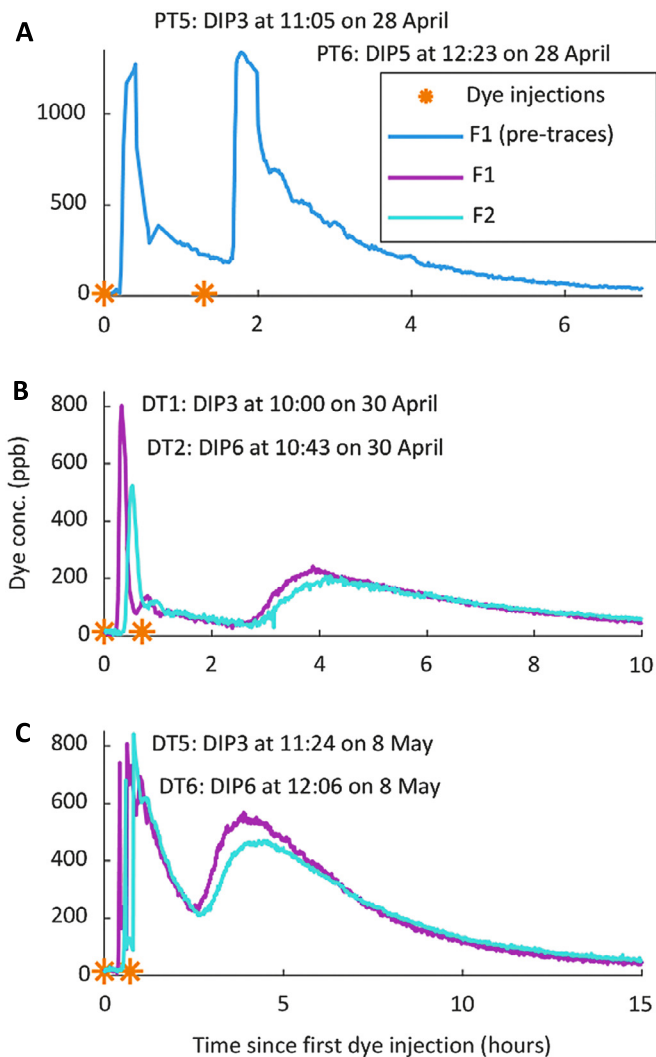 A
PT5: DIP3 at 11:05 on 28 April
PT6: DIP5 at 12:23 on 28 April
Dye injections
F1 (pre-traces)
F1
F2
1000
500
0
0 2 4 6
B
800
DT1: DIP3 at 10:00 on 30 April
DT2: DIP6 at 10:43 on 30 April
600
400
200
0
0 2 4 6 8 10
Dye conc. (ppb)
C
800
DT5: DIP3 at 11:24 on 8 May
DT6: DIP6 at 12:06 on 8 May
600
400
200
0
0 5 10 15
Time since first dye injection (hours)